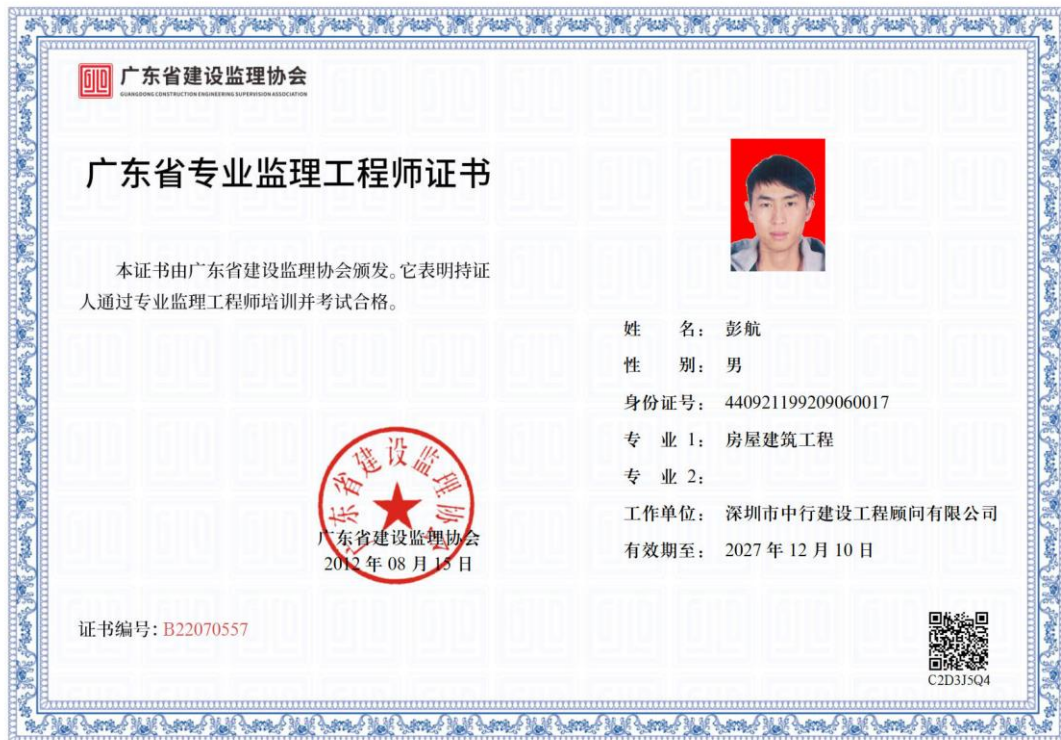 广东省建设监理协会
GUANGDONG CONSTRUCTION ENGINEERING SUPERVISION ASSOCIATION
广东省专业监理工程师证书
本证书由广东省建设监理协会颁发。它表明持证
人通过专业监理工程师培训并考试合格。
广东省建设监理协会
广东省建设监理协会
2012 年 08 月 15 日
证书编号: B22070557
姓 名: 彭航
性 别: 男
身份证号: 440921199209060017
专 业 1: 房屋建筑工程
专 业 2:
工作单位: 深圳市中行建设工程顾问有限公司
有效期至: 2027 年 12 月 10 日
C2D3J5Q4